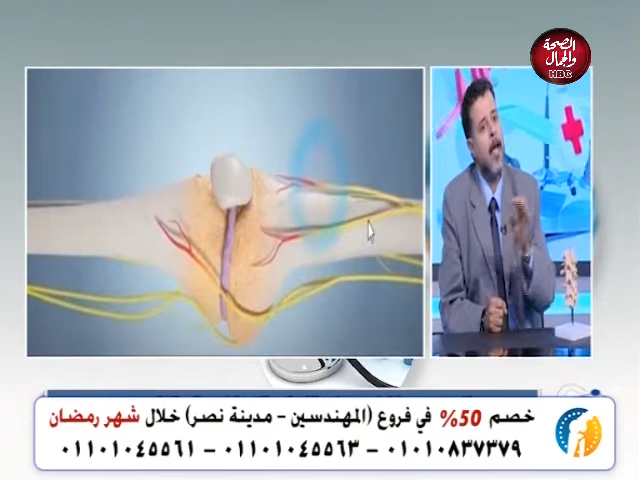 الصحة
والجمال
HBC
خصم 50% في فروع (المهندسين - مدينة نصر) خلال شهر رمضان
٠١٠١٠٨٣٧٣٧٩ - ٠١١٠١٠٤٥٥٦٣ - ٠١١٠١٠٤٥٥٦١